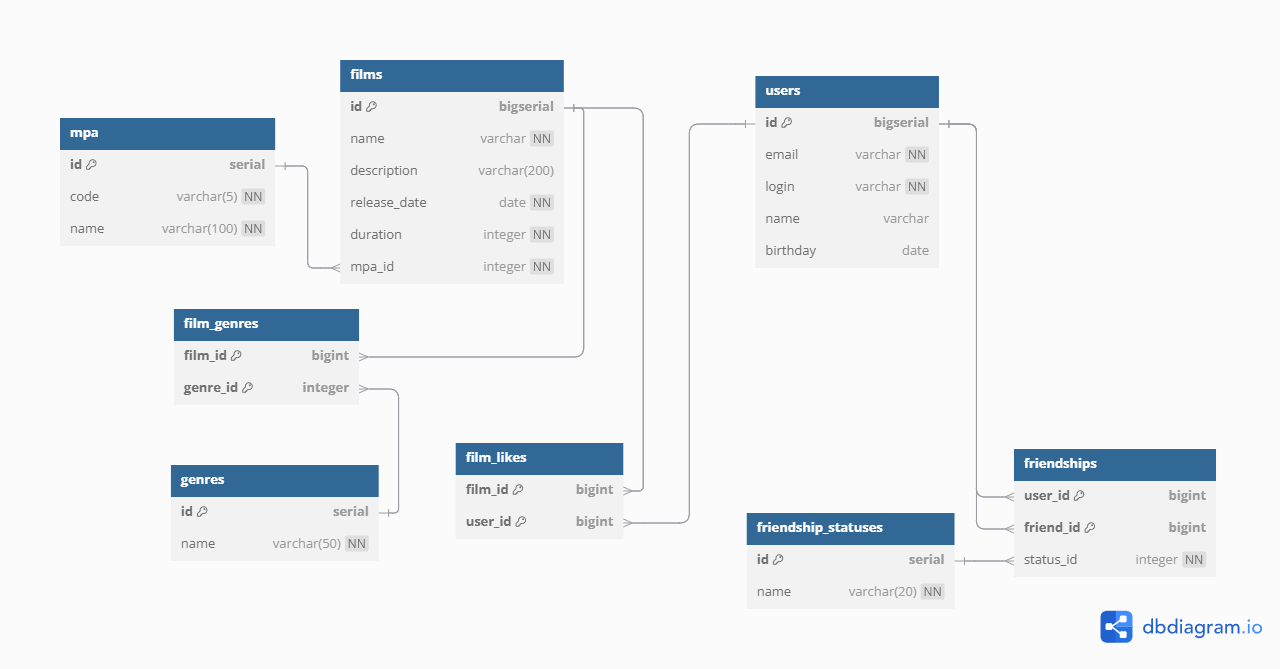 films
id bigserial
name varchar NN
description varchar(200)
release_date date NN
duration integer NN
mpa_id integer NN
users
id bigserial
email varchar NN
login varchar NN
name varchar
birthday date
mpa
id serial
code varchar(5) NN
name varchar(100) NN
film_genres
film_id bigint
genre_id integer
genres
id serial
name varchar(50) NN
film_likes
film_id bigint
user_id bigint
friendship_statuses
id serial
name varchar(20) NN
friendships
user_id bigint
friend_id bigint
status_id integer NN
dbdiagram.io